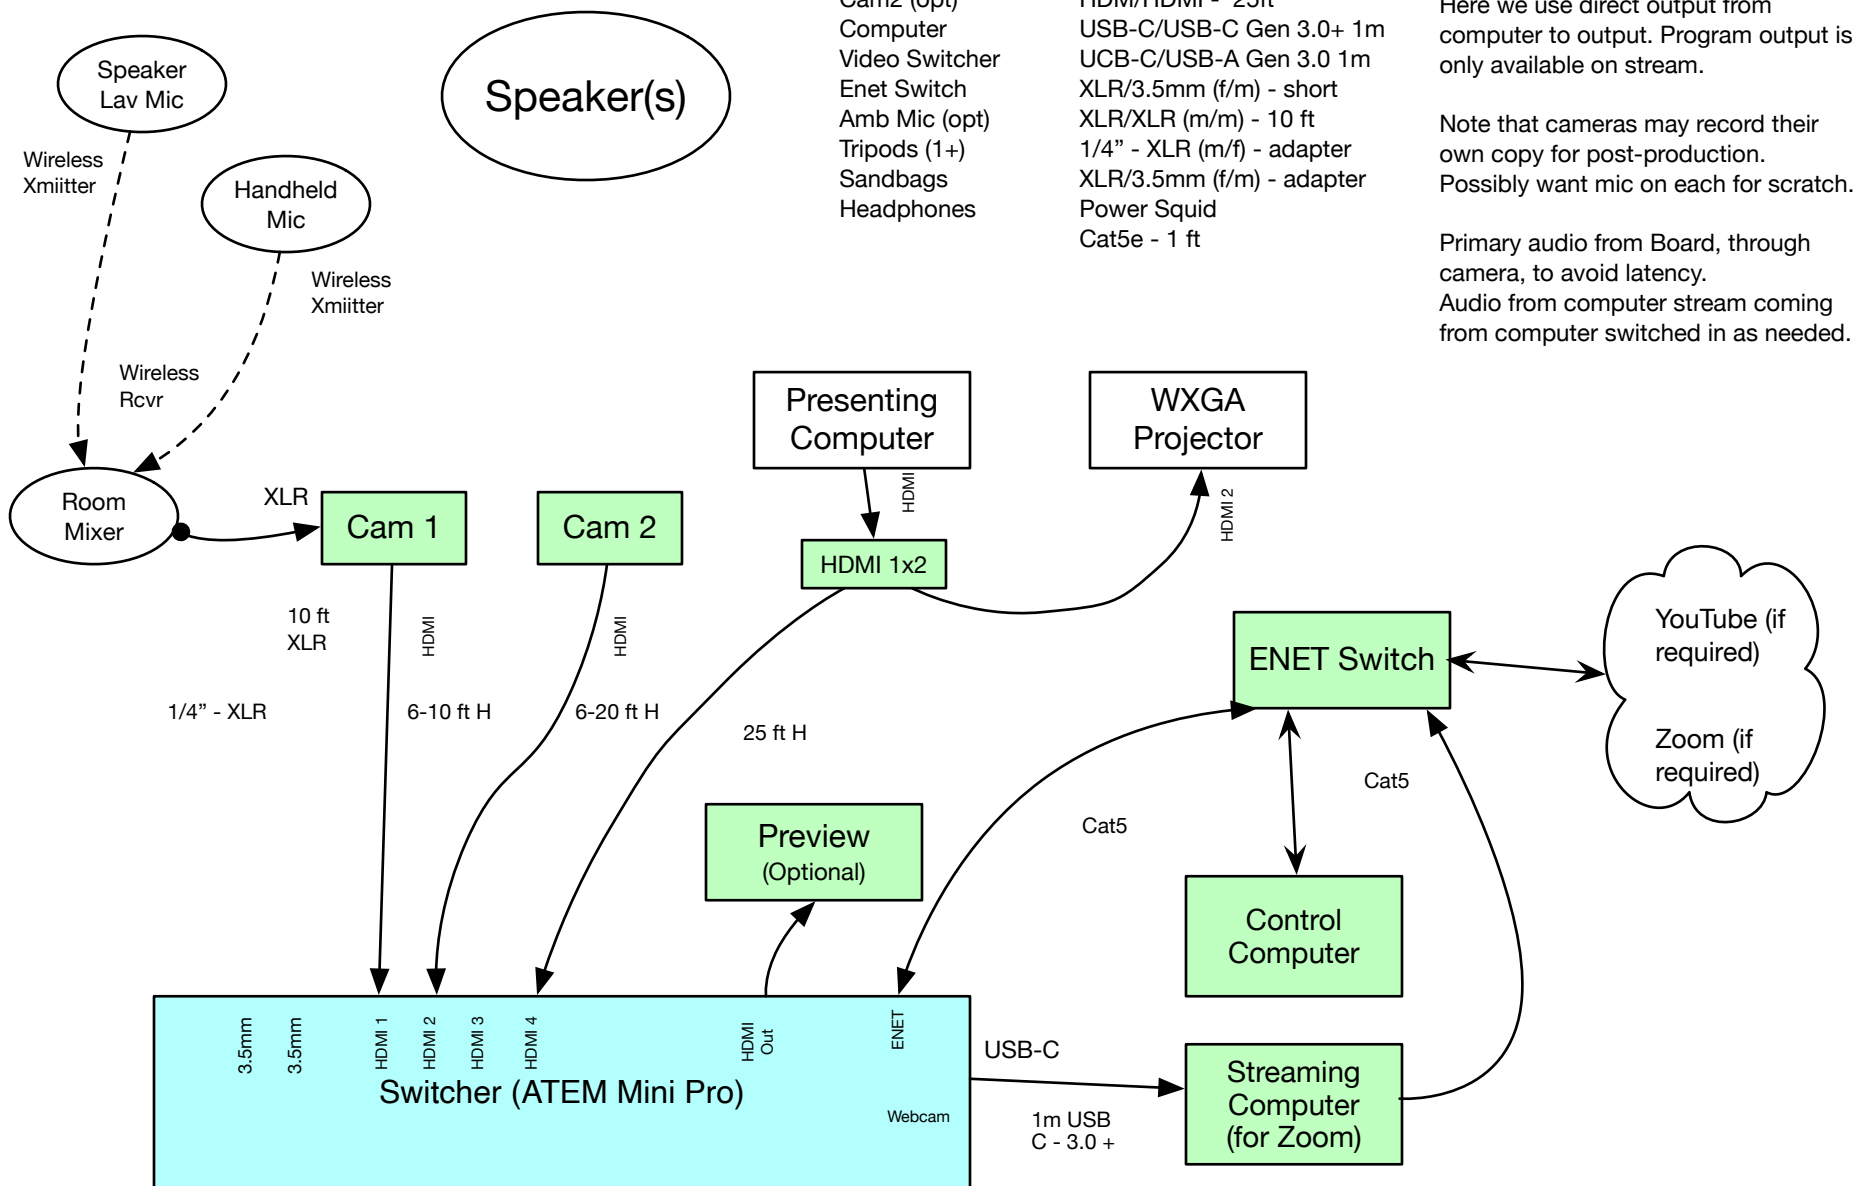 Cam2 (opt)
Computer
Video Switcher
Enet Switch
Amb Mic (opt)
Tripods (1+)
Sandbags
Headphones
HDM/HDMI - 25ft
USB-C/USB-C Gen 3.0+ 1m
UCB-C/USB-A Gen 3.0 1m
XLR/3.5mm (f/m) - short
XLR/XLR (m/m) - 10 ft
1/4” - XLR (m/f) - adapter
XLR/3.5mm (f/m) - adapter
Power Squid
Cat5e - 1 ft
Here we use direct output from
computer to output. Program output is
only available on stream.
Note that cameras may record their
own copy for post-production.
Possibly want mic on each for scratch.
Primary audio from Board, through
camera, to avoid latency.
Audio from computer stream coming
from computer switched in as needed.
Speaker
Lav Mic
Speaker(s)
Wireless
Xmiitter
Handheld
Mic
Wireless
Xmiitter
Wireless
Rcvr
Presenting
Computer
WXGA
Projector
HDMI
HDMI 2
Room
Mixer
XLR
Cam 1
Cam 2
HDMI 1x2
10 ft
XLR
HDMI
HDMI
ENET Switch
YouTube (if
required)
Zoom (if
required)
1/4” - XLR
6-10 ft H
6-20 ft H
25 ft H
Cat5
Cat5
Preview
(Optional)
Control
Computer
3.5mm
3.5mm
HDMI 1
HDMI 2
HDMI 3
HDMI 4
HDMI
Out
ENET
USB-C
Switcher (ATEM Mini Pro)
Webcam
1m USB
C - 3.0 +
Streaming
Computer
(for Zoom)